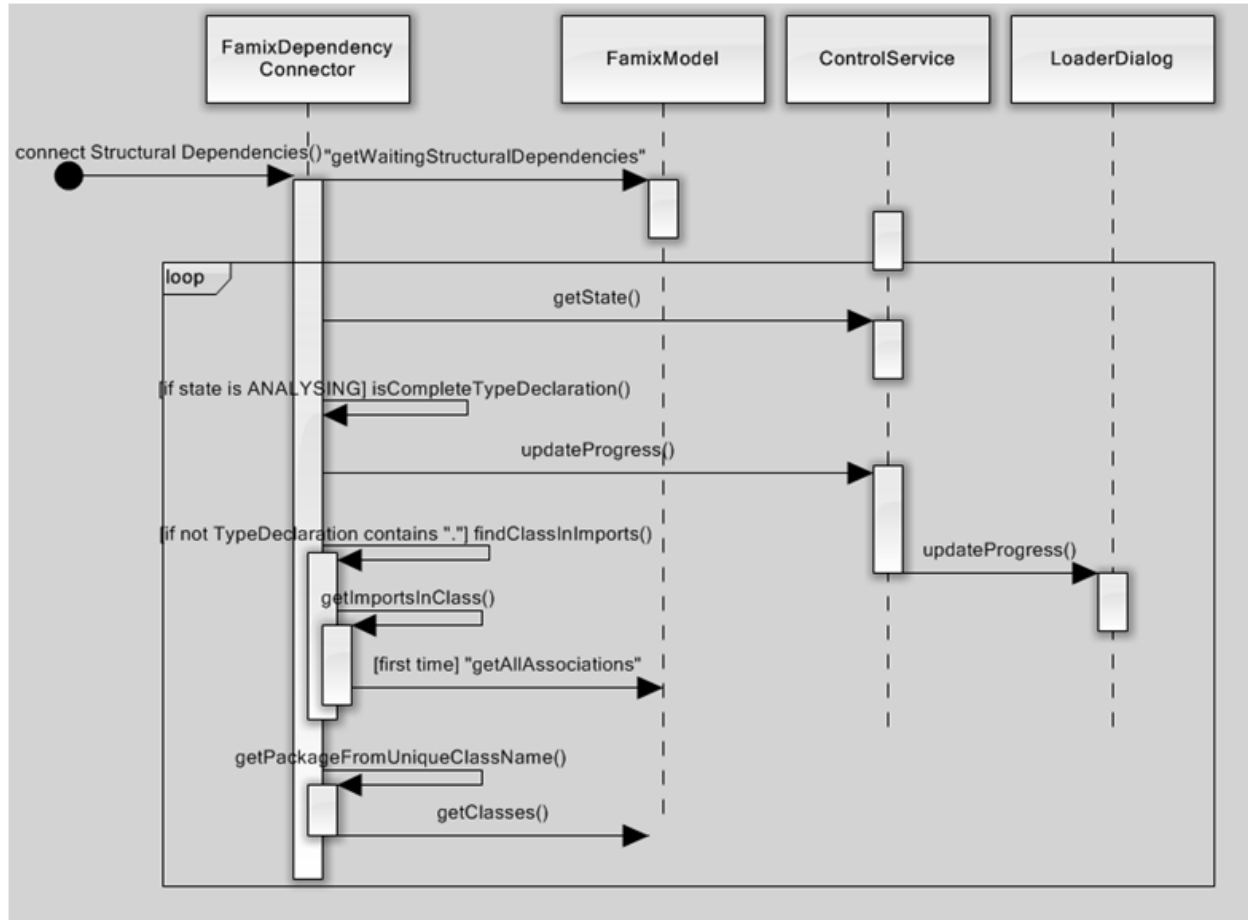 FamixDependency
Connector
FamixModel
ControlService
LoaderDialog
connect Structural Dependencies()
"getWaitingStructuralDependencies"
loop
getState()
[if state is ANALYSING] isCompleteTypeDeclaration()
updateProgress()
[if not TypeDeclaration contains "."] findClassInImports()
updateProgress()
getImportsInClass()
[first time] "getAllAssociations"
getPackageFromUniqueClassName()
getClasses()